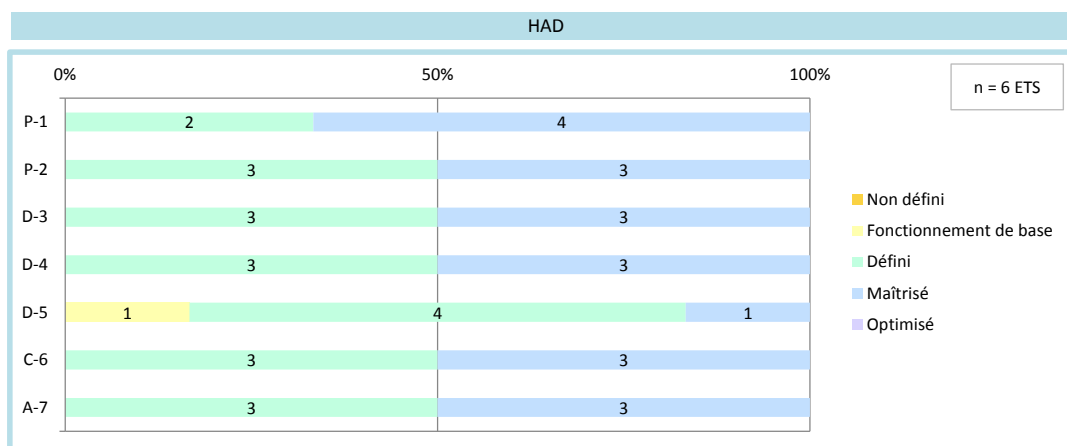 HAD
0% 50% 100%
n = 6 ETS
P-1 2 4
P-2 3 3
D-3 3 3
D-4 3 3
D-5 1 4 1
C-6 3 3
A-7 3 3
Non défini
Fonctionnement de base
Défini
Maîtrisé
Optimisé